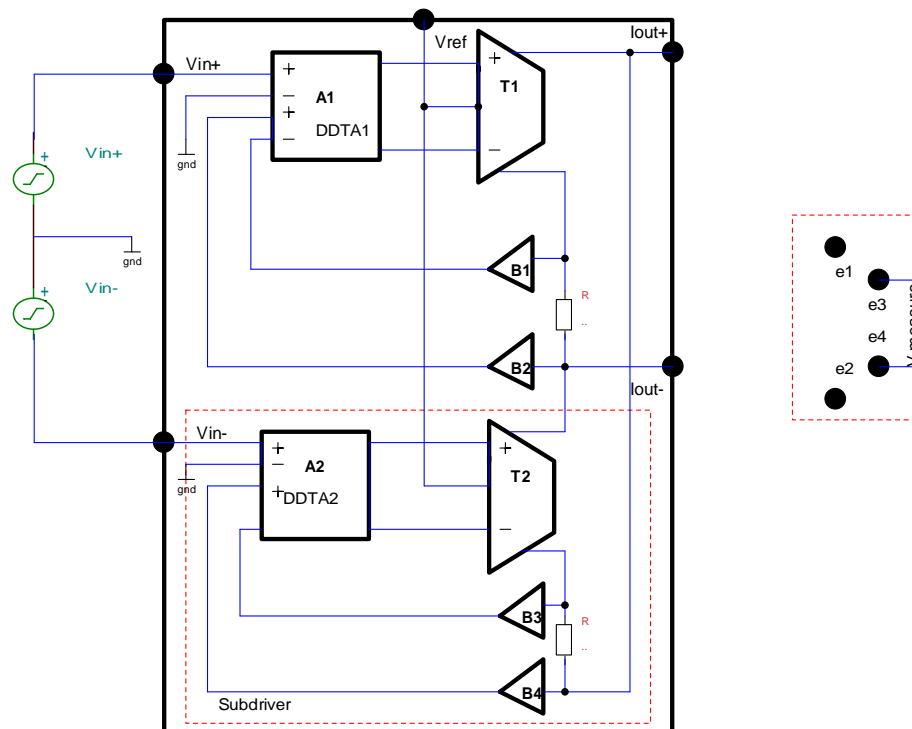 Iout+
Vref
Vin+
+
T1
+
−
A1
+
DDTA1
−
−
gnd
+
Vin+
gnd
+
Vin-
B1
R
..
B2
Iout-
e1
e3
e4
e2
Vin-
+
−
A2
+
DDTA2
gnd
+
T2
−
B3
R
..
B4
Subdriver